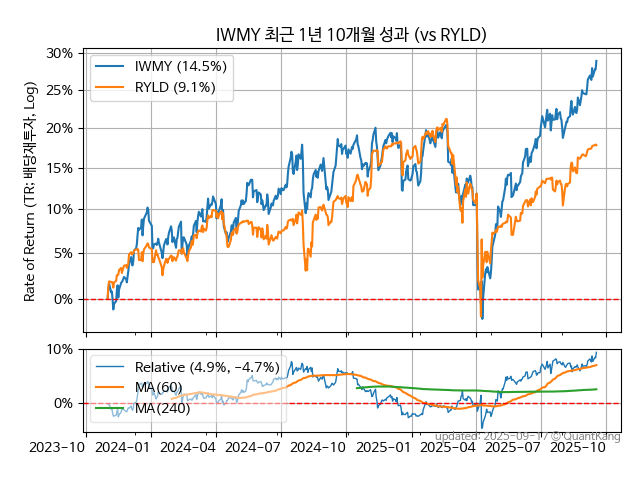 IWMY 최근 1년 10개월 성과 (vs RYLD)
Rate of Return (TR: 배당재투자, Log)
30%
25%
20%
15%
10%
5%
0%
IWMY (14.5%)
RYLD (9.1%)
10%
0%
Relative (4.9%, −4.7%)
MA(60)
MA(240)
updated: 2025-09-17 © QuantKang
2023-10 2024-01 2024-04 2024-07 2024-10 2025-01 2025-04 2025-07 2025-10